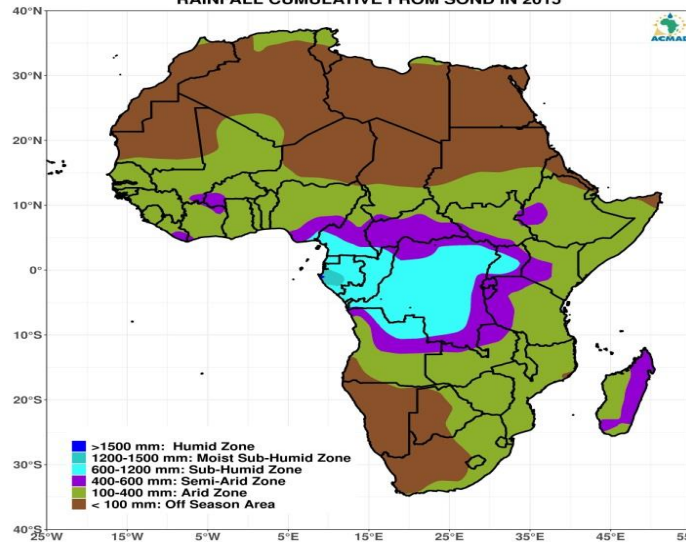 RAINFALL CUMULATIVE FROM SOND IN 2015
ACMAD
40°N
30°N
20°N
10°N
0°
10°S
20°S
30°S
40°S
>1500 mm: Humid Zone
1200-1500 mm: Moist Sub-Humid Zone
600-1200 mm: Sub-Humid Zone
400-600 mm: Semi-Arid Zone
100-400 mm: Arid Zone
< 100 mm: Off Season Area
25°W 15°W 5°W 5°E 15°E 25°E 35°E 45°E